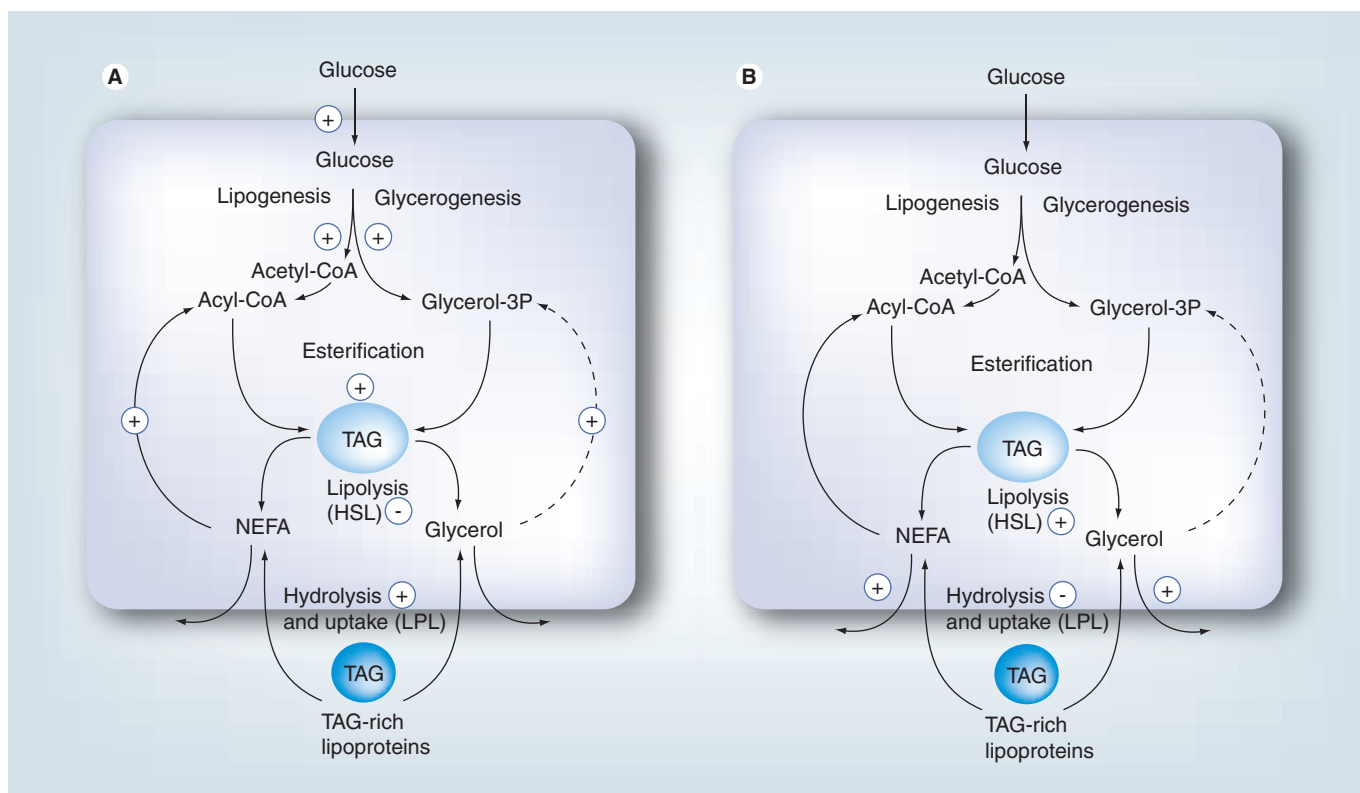 A
Glucose
+
Glucose
Lipogenesis
Glycerogenesis
+
+
Acetyl-CoA
Acyl-CoA
Glycerol-3P
Esterification
+
+
+
TAG
Lipolysis
(HSL) -
NEFA
Glycerol
Hydrolysis +
and uptake (LPL)
TAG
TAG-rich
lipoproteins
B
Glucose
Glucose
Lipogenesis
Glycerogenesis
Acetyl-CoA
Acyl-CoA
Glycerol-3P
Esterification
TAG
Lipolysis
(HSL) +
NEFA
Glycerol
+
Hydrolysis -
+
and uptake (LPL)
TAG
TAG-rich
lipoproteins